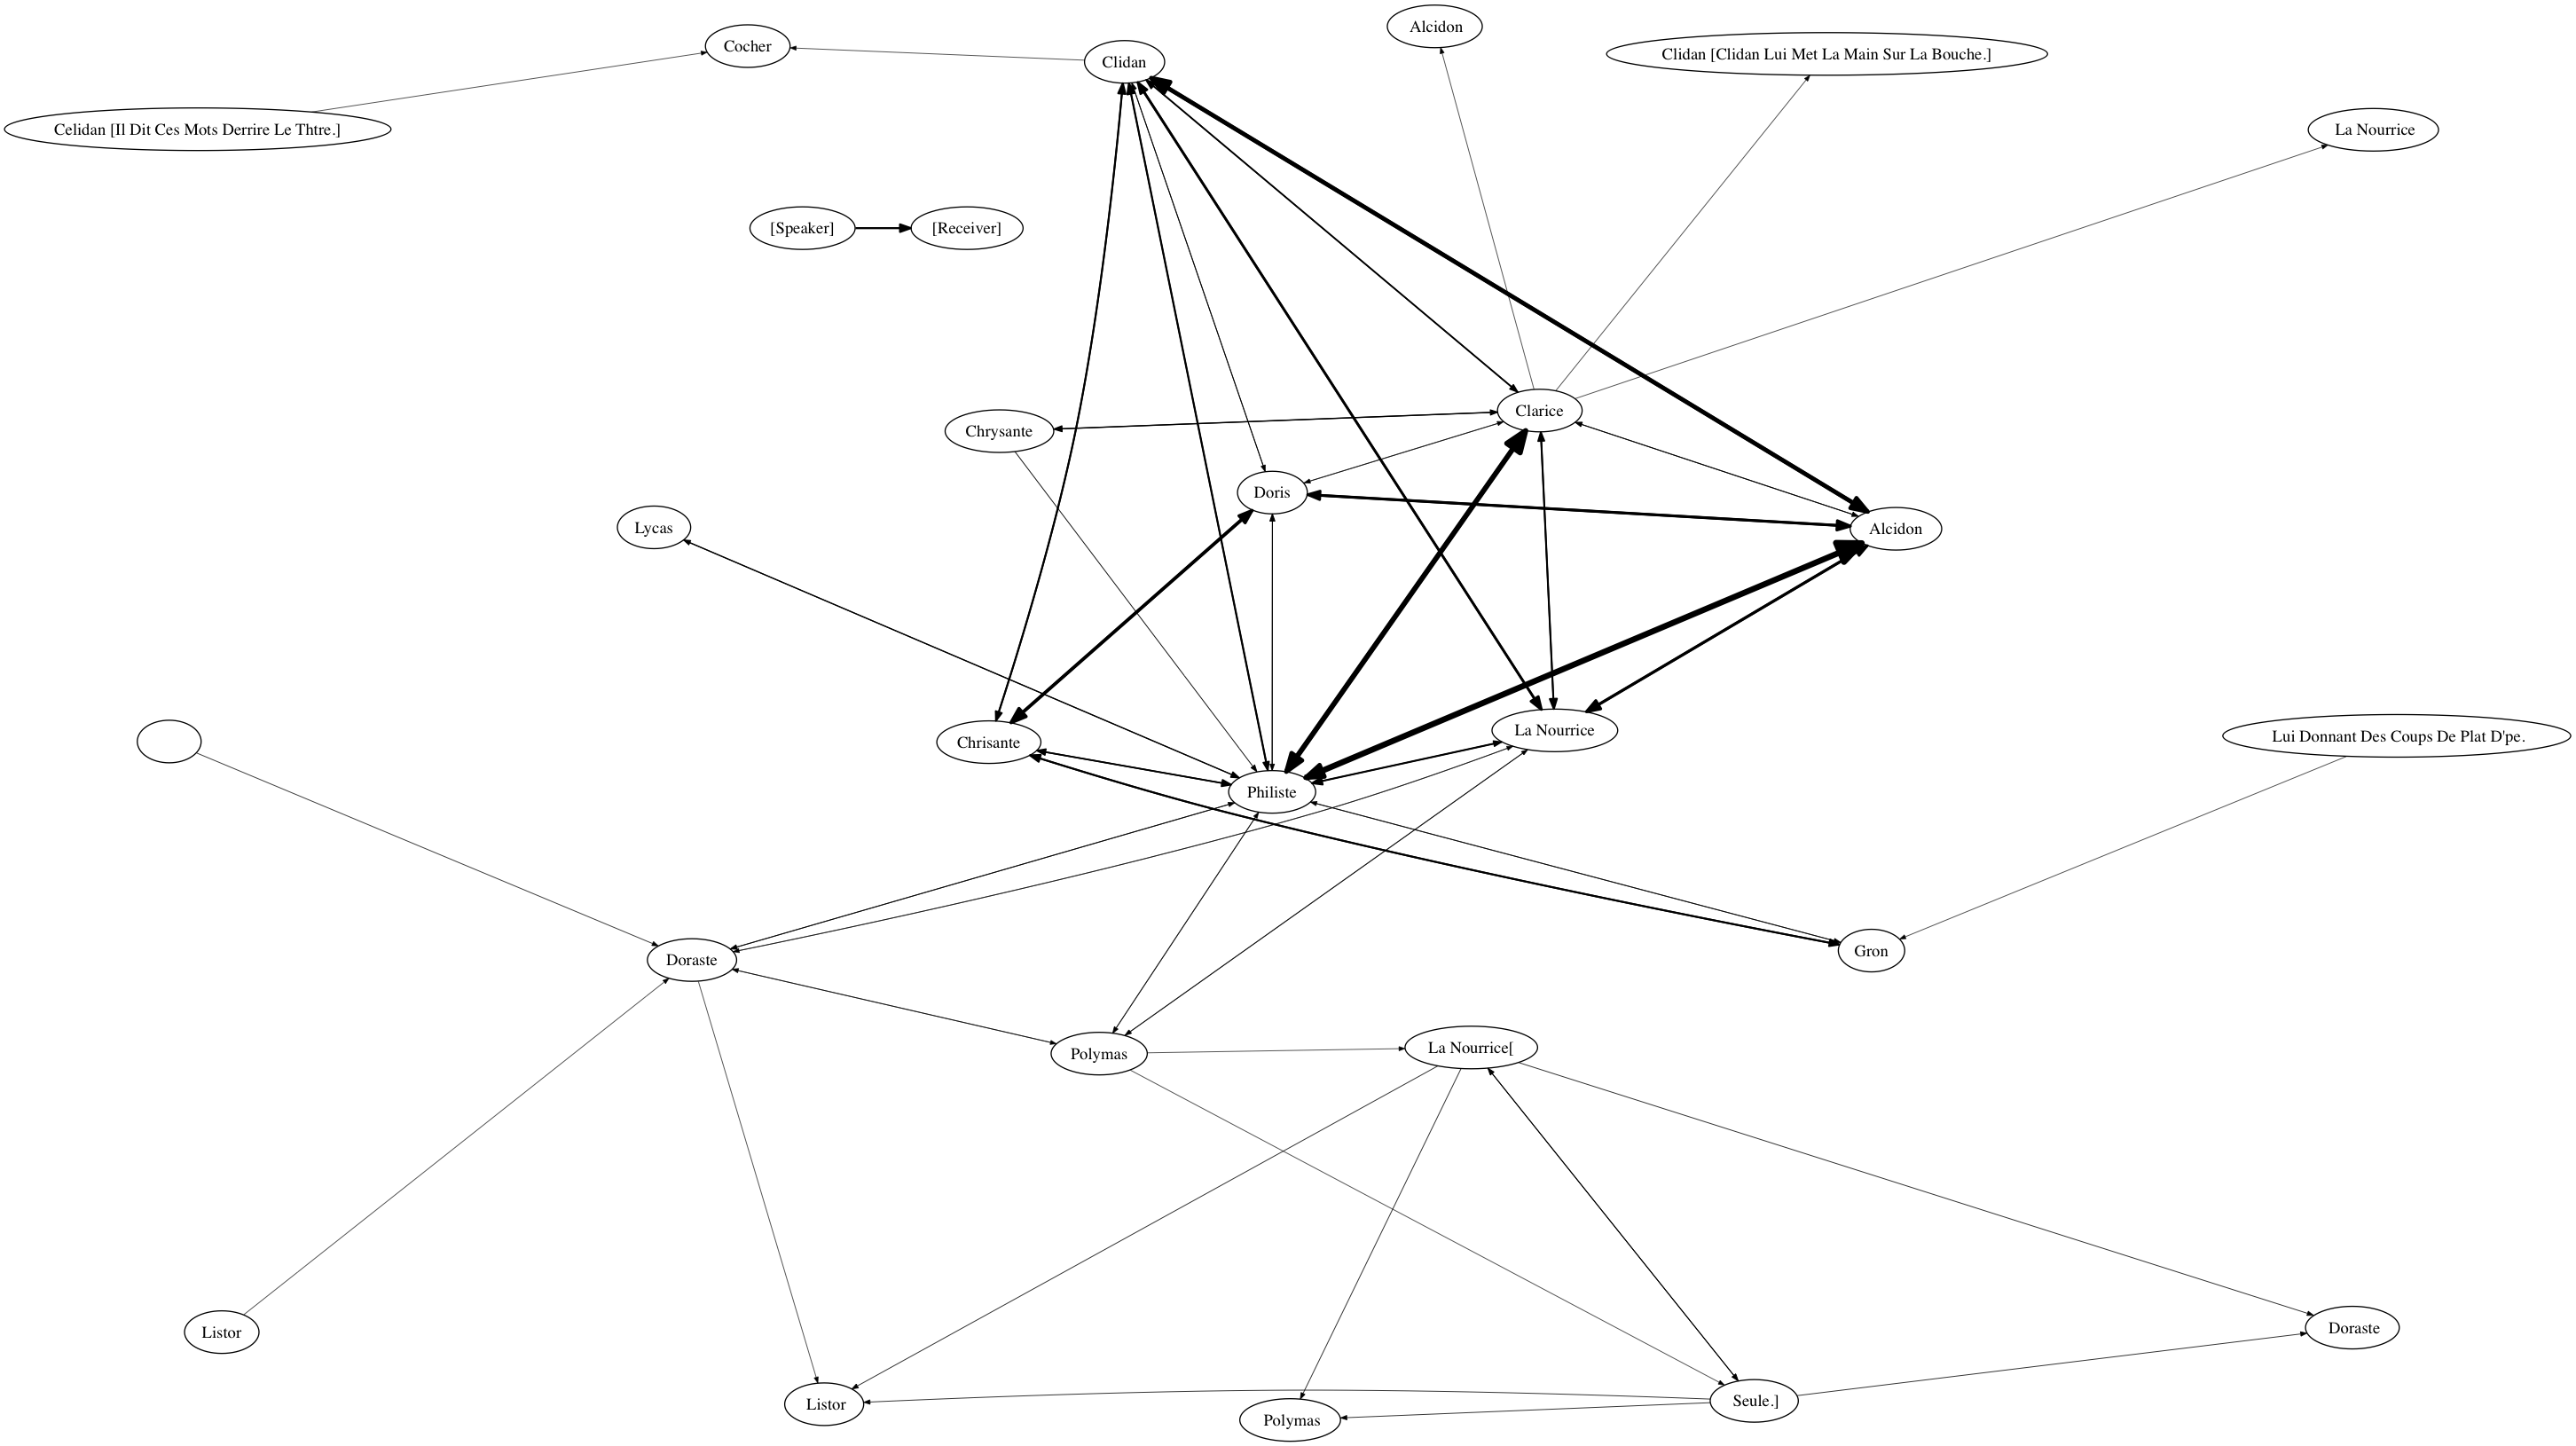 Alcidon
Cocher
Clidan
Clidan [Clidan Lui Met La Main Sur La Bouche.]
Celidan [Il Dit Ces Mots Derrire Le Thtre.]
La Nourrice
[Speaker]
[Receiver]
Clarice
Chrysante
Doris
Lycas
Alcidon
La Nourrice
Chrisante
Lui Donnant Des Coups De Plat D'pe.
Philiste
Gron
Doraste
La Nourrice[
Polymas
Doraste
Listor
Seule.]
Listor
Polymas